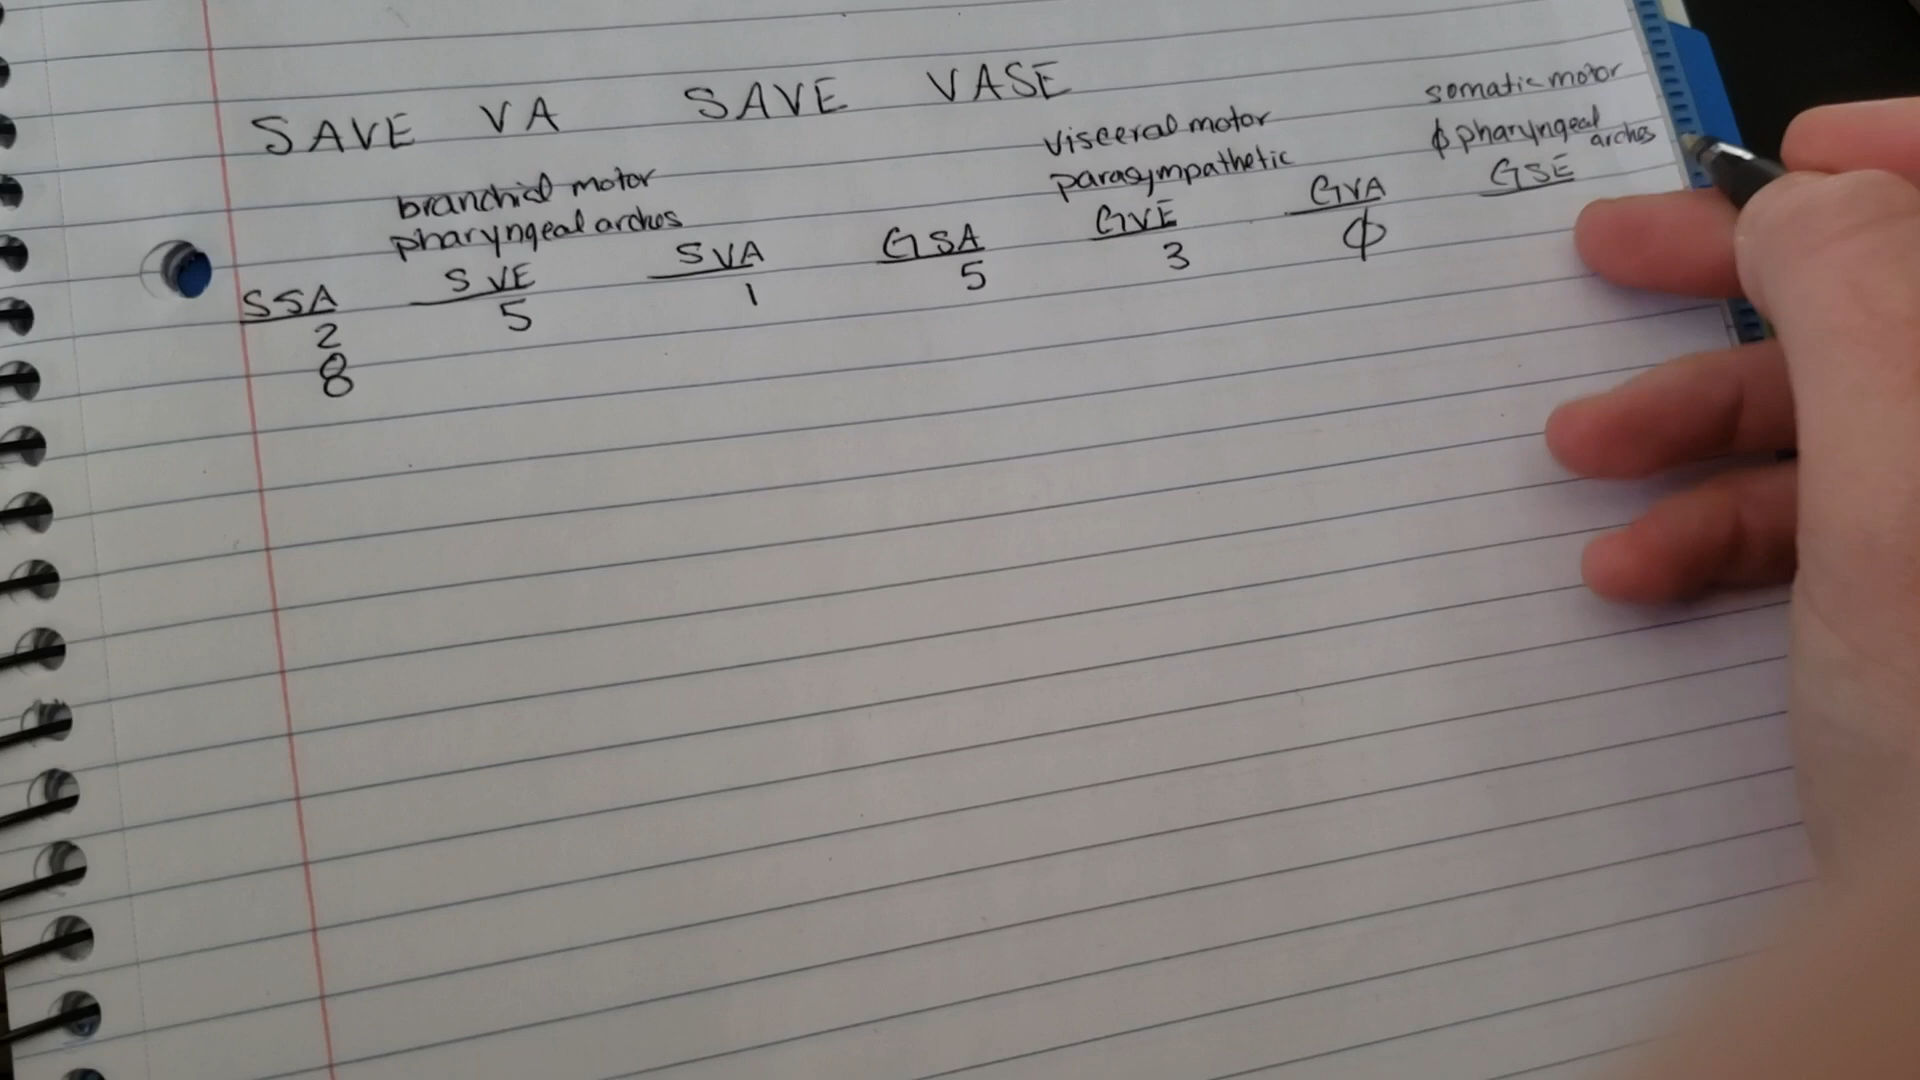 SAVE VA SAVE VASE
branchial motor
pharyngeal arches
visceral motor
parasympathetic
somatic motor
ϕ pharyngeal
arches
SSA SVE SVA GSA GVE GVA GSE
2 5 1 5 3 ϕ
8